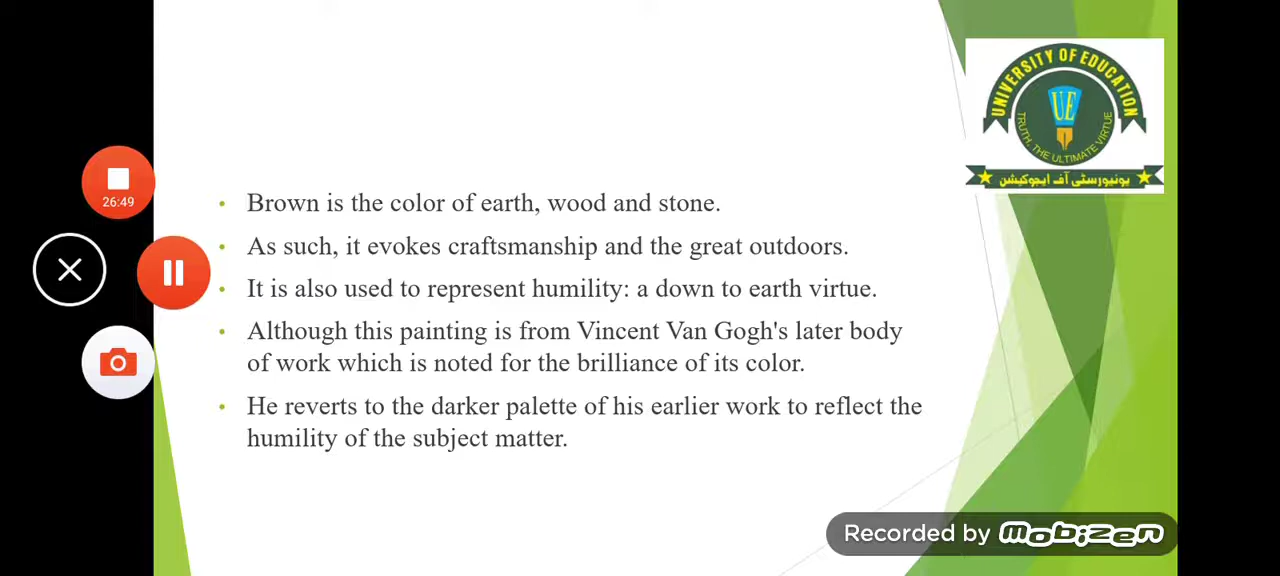 UNIVERSITY OF EDUCATION
UE
TRUTH, THE ULTIMATE VIRTUE
یونیورسٹی آف ایجوکیشن
26:49
• Brown is the color of earth, wood and stone.
• As such, it evokes craftsmanship and the great outdoors.
• It is also used to represent humility: a down to earth virtue.
• Although this painting is from Vincent Van Gogh's later body
of work which is noted for the brilliance of its color.
• He reverts to the darker palette of his earlier work to reflect the
humility of the subject matter.
Recorded by mobizen